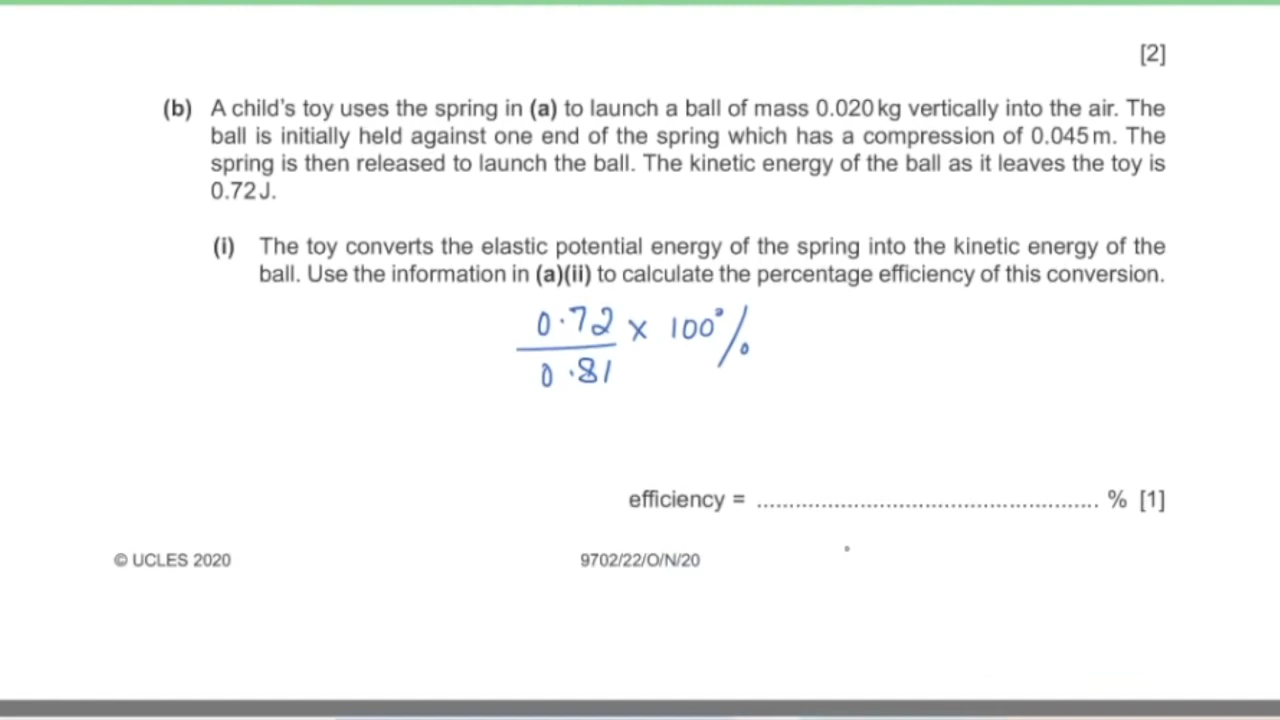 [2]
(b) A child's toy uses the spring in (a) to launch a ball of mass 0.020 kg vertically into the air. The
ball is initially held against one end of the spring which has a compression of 0.045 m. The
spring is then released to launch the ball. The kinetic energy of the ball as it leaves the toy is
0.72 J.
(i) The toy converts the elastic potential energy of the spring into the kinetic energy of the
ball. Use the information in (a)(ii) to calculate the percentage efficiency of this conversion.
0.72 × 100%
0.81
efficiency = ..................................................... % [1]
© UCLES 2020
9702/22/O/N/20